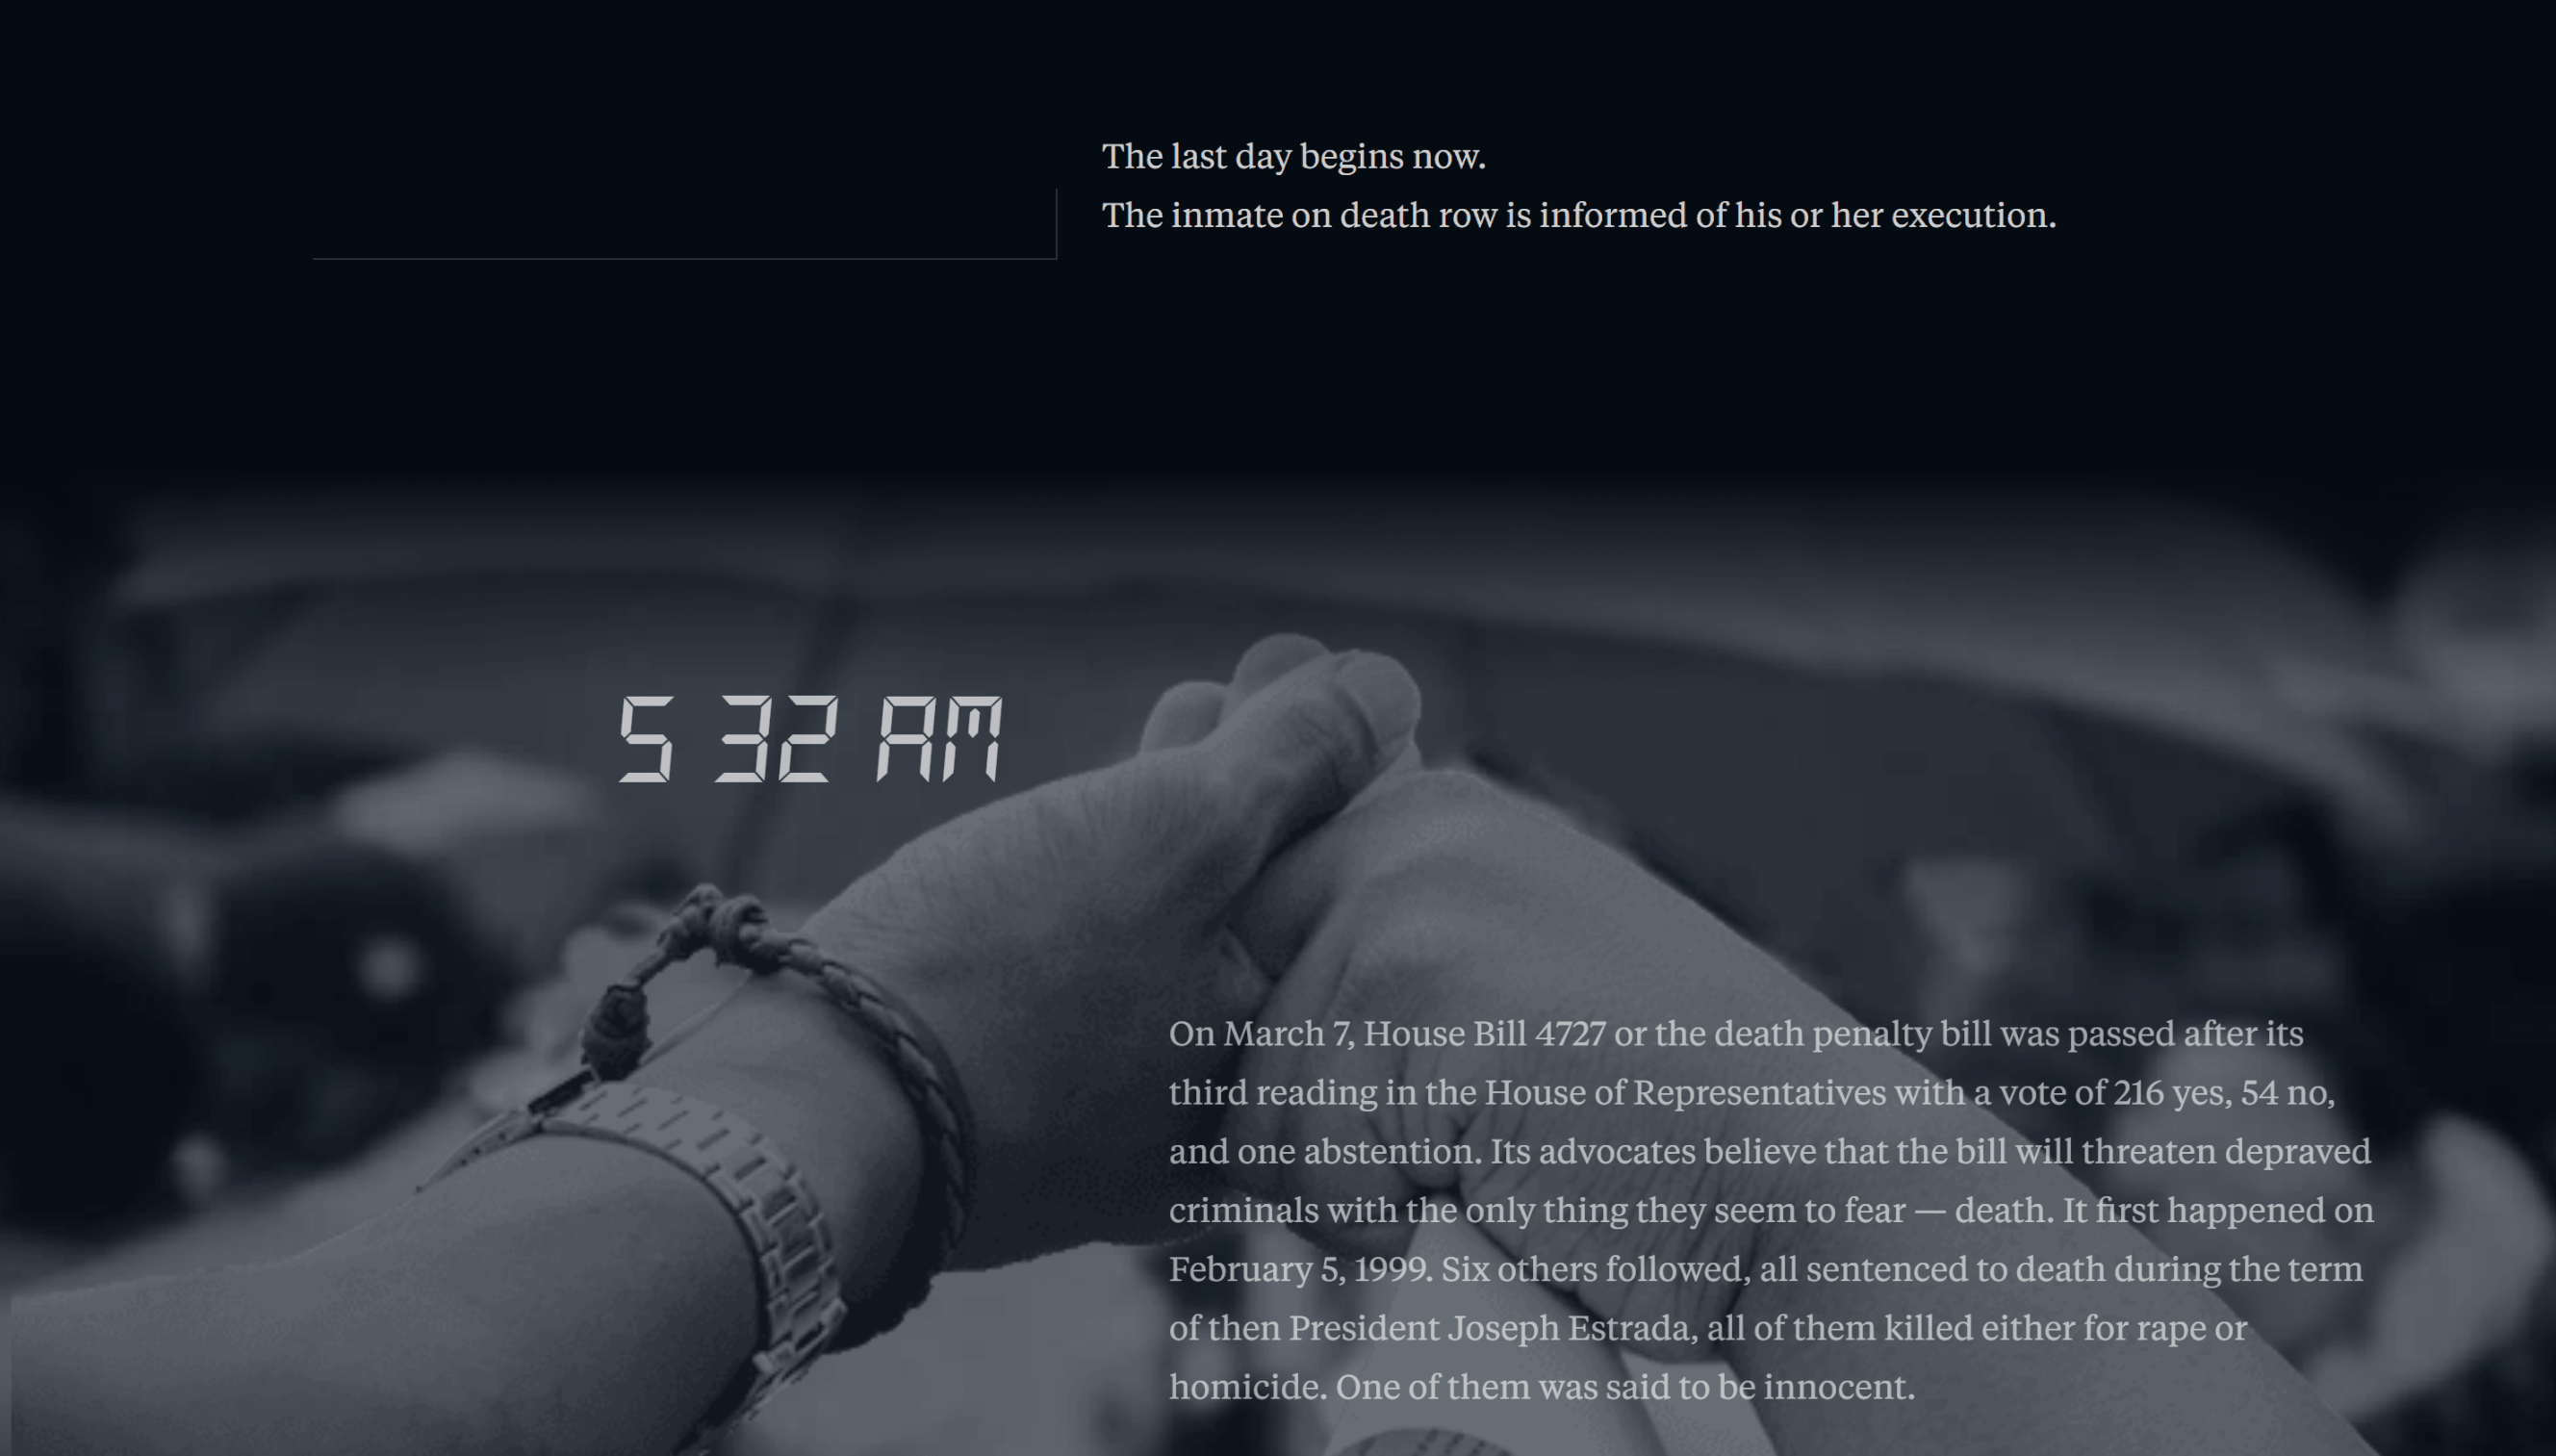 The last day begins now.
The inmate on death row is informed of his or her execution.
5 32 AM
On March 7, House Bill 4727 or the death penalty bill was passed after its
third reading in the House of Representatives with a vote of 216 yes, 54 no,
and one abstention. Its advocates believe that the bill will threaten depraved
criminals with the only thing they seem to fear — death. It first happened on
February 5, 1999. Six others followed, all sentenced to death during the term
of then President Joseph Estrada, all of them killed either for rape or
homicide. One of them was said to be innocent.